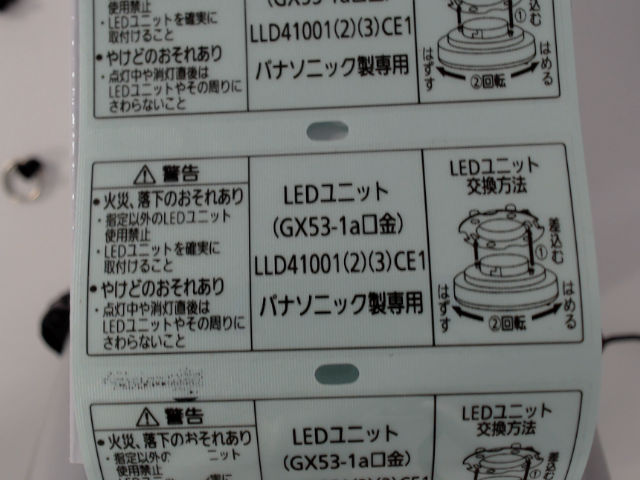 使用禁止
・LEDユニットを確実に
取付けること
●やけどのおそれあり
・点灯中や消灯直後は
LEDユニットやその周りに
さわらないこと
(GX53-1a口金)
LLD41001(2)(3)CE1
パナソニック製専用
差込む
①
はずす
はめる
②回転
警告
●火災、落下のおそれあり
・指定以外のLEDユニット
使用禁止
・LEDユニットを確実に
取付けること
●やけどのおそれあり
・点灯中や消灯直後は
LEDユニットやその周りに
さわらないこと
LEDユニット
(GX53-1a口金)
LLD41001(2)(3)CE1
パナソニック製専用
LEDユニット
交換方法
差込む
①
はずす
はめる
②回転
警告
●火災、落下のおそれあり
・指定以外の ニット
使用禁止
LEDユニット
(GX53-1a口金)
LEDユニット
交換方法
差込む